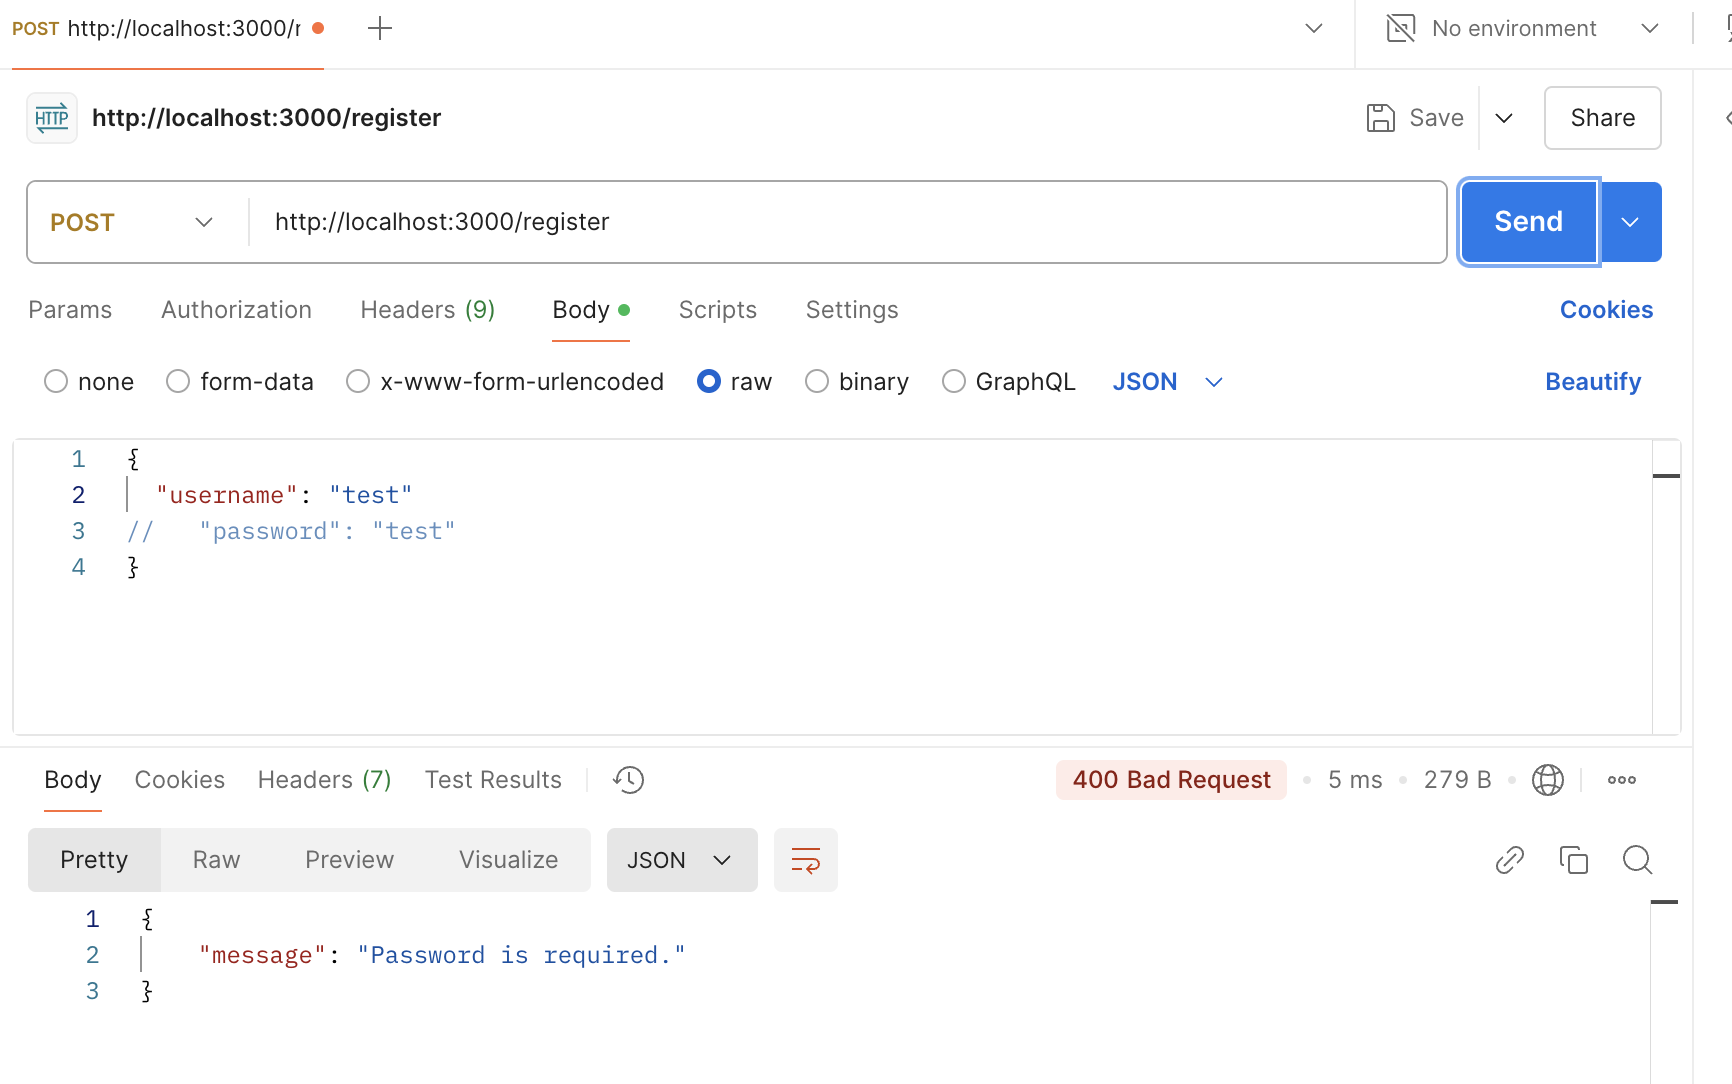 POST http://localhost:3000/r
No environment
HTTP http://localhost:3000/register
Save
Share
POST http://localhost:3000/register
Send
Params Authorization Headers (9) Body Scripts Settings Cookies
none form-data x-www-form-urlencoded raw binary GraphQL JSON Beautify
1 {
2 "username": "test"
3 // "password": "test"
4 }
Body Cookies Headers (7) Test Results 400 Bad Request • 5 ms • 279 B
Pretty Raw Preview Visualize JSON
1 {
2 "message": "Password is required."
3 }